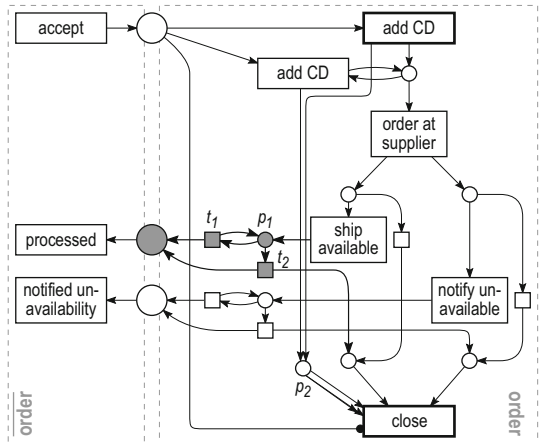 accept
add CD
add CD
order at
supplier
t1
p1
processed
ship
available
t2
notified un-
availability
notify un-
available
p2
order
order
close